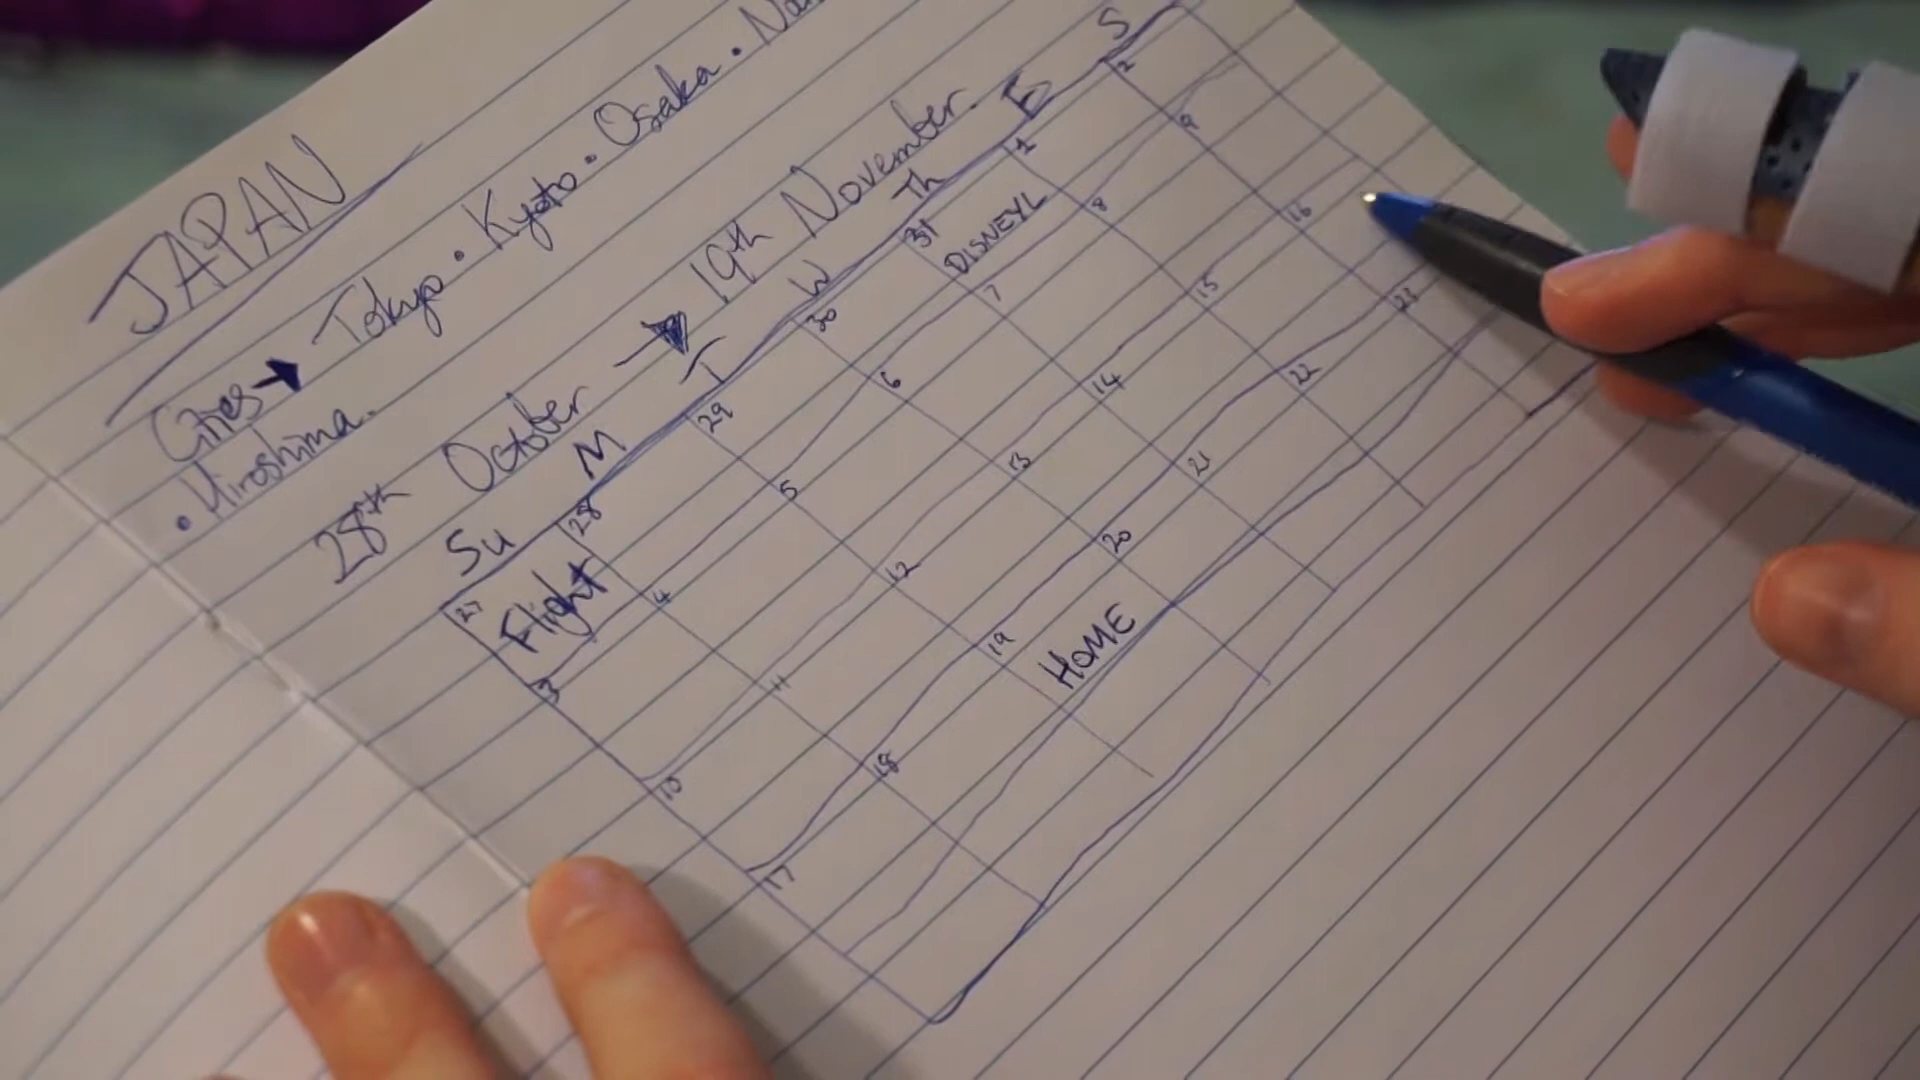 JAPAN
Cities → Tokyo • Kyoto • Osaka •
• Hiroshima.
28th October → 19th November.
Su M T W Th F S
27 28 29 30 31 1 2
Flight DISNEYL
3 4 5 6 7 8 9
10 11 12 13 14 15 16
17 18 19 20 21 22 23
HOME